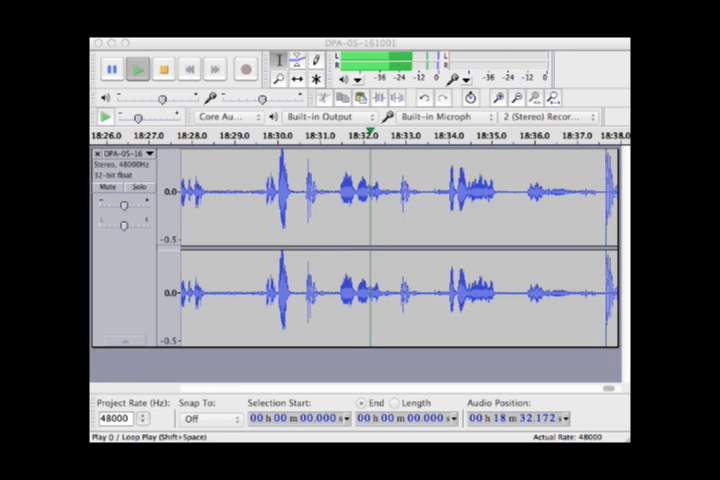 DPA-05-161001
L
R
-36 -24 -12 0
L
R
-36 -24 -12 0
Core Au... Built-in Output Built-in Microph 2 (Stereo) Recor...
18:26.0 18:27.0 18:28.0 18:29.0 18:30.0 18:31.0 18:32.0 18:33.0 18:34.0 18:35.0 18:36.0 18:37.0 18:38.0
DPA-05-16
Stereo, 48000Hz
32-bit float
Mute Solo
L R
0.0
-0.5
0.0
-0.5
Project Rate (Hz): Snap To: Selection Start: End Length Audio Position:
48000 Off 00 h 00 m 00.000 s 00 h 00 m 00.000 s 00 h 18 m 32.172 s
Play () / Loop Play (Shift+Space) Actual Rate: 48000